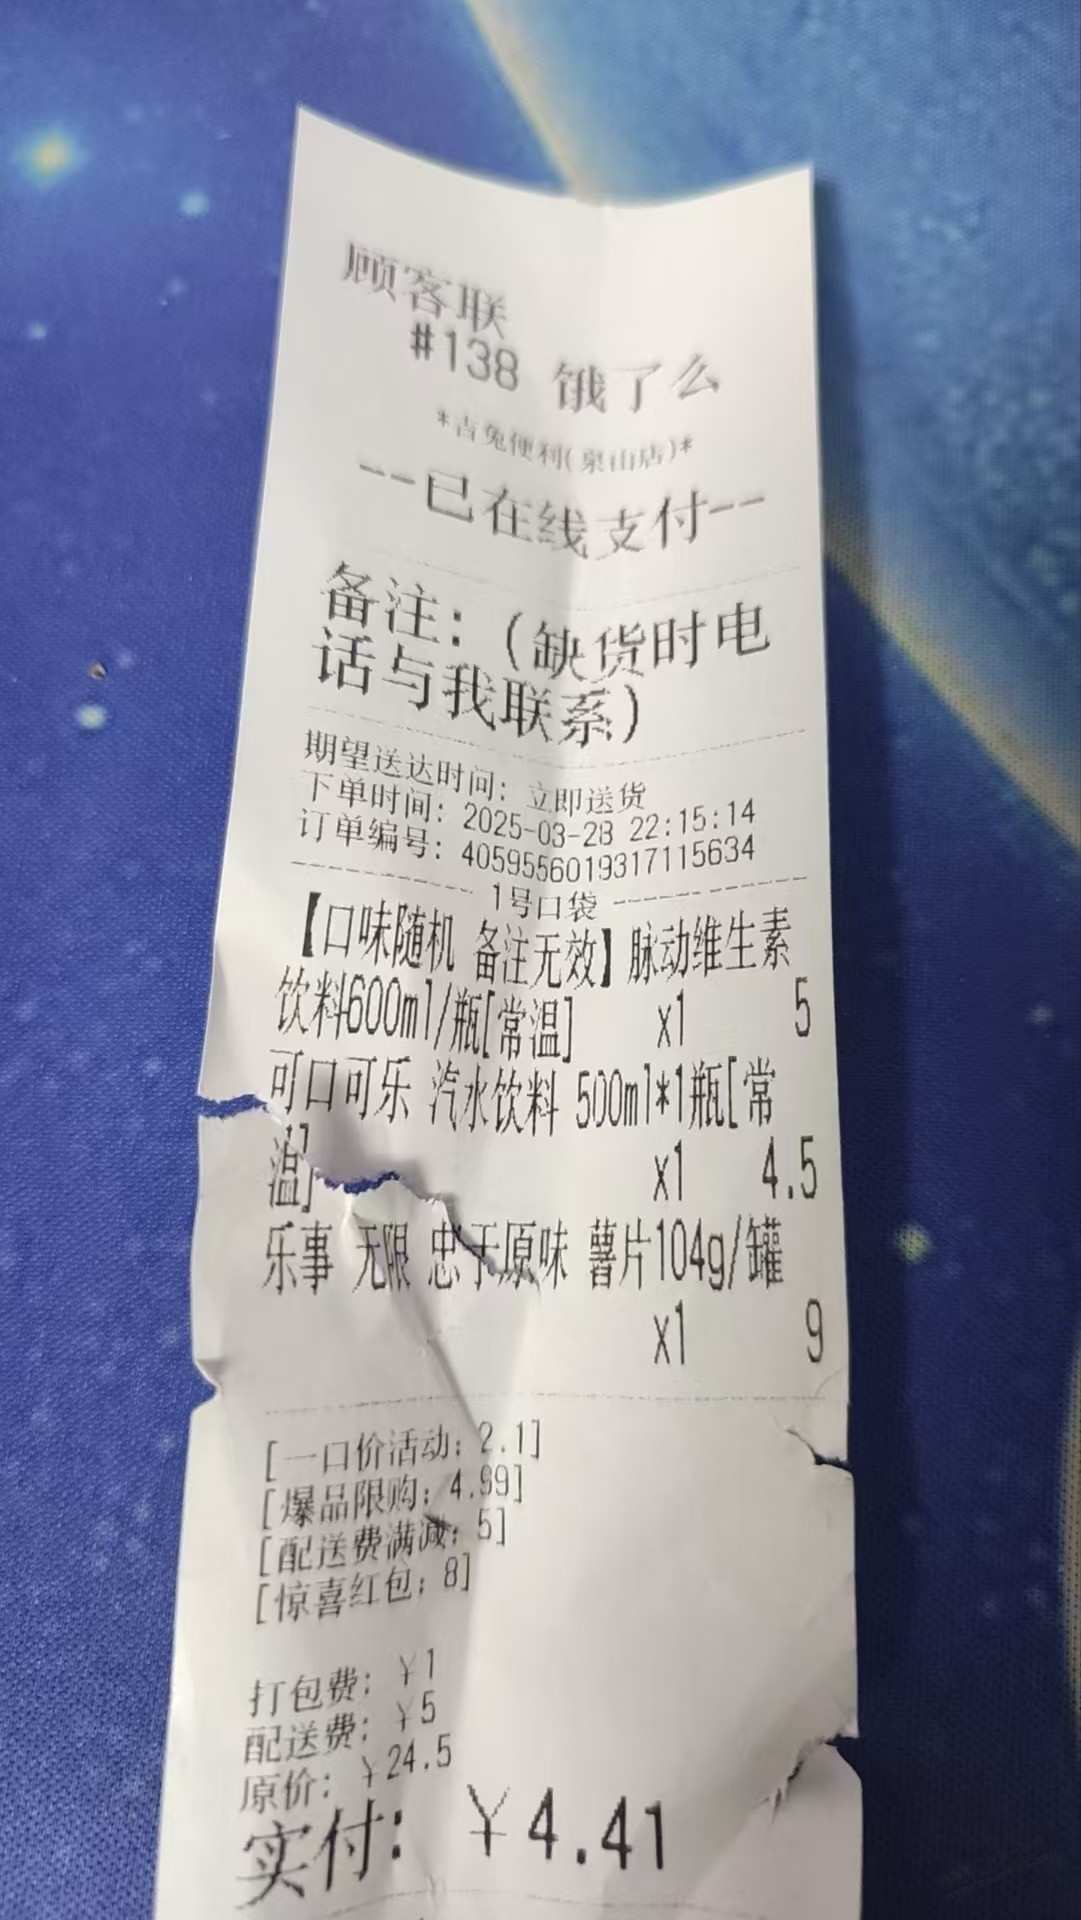 顾客联
#138 饿了么
*吉兔便利(泉山店)*
--已在线支付--
备注：(缺货时电
话与我联系)
期望送达时间：立即送货
下单时间：2025-03-28 22:15:14
订单编号：4059556019317115634
1号口袋
【口味随机 备注无效】脉动维生素
饮料600ml/瓶[常温] x1 5
可口可乐 汽水饮料 500ml*1瓶[常
温] x1 4.5
乐事 无限 忠于原味 薯片104g/罐
x1 9
[一口价活动：2.1]
[爆品限购：4.99]
[配送费满减：5]
[惊喜红包：8]
打包费：¥1
配送费：¥5
原价：¥24.5
实付：¥4.41